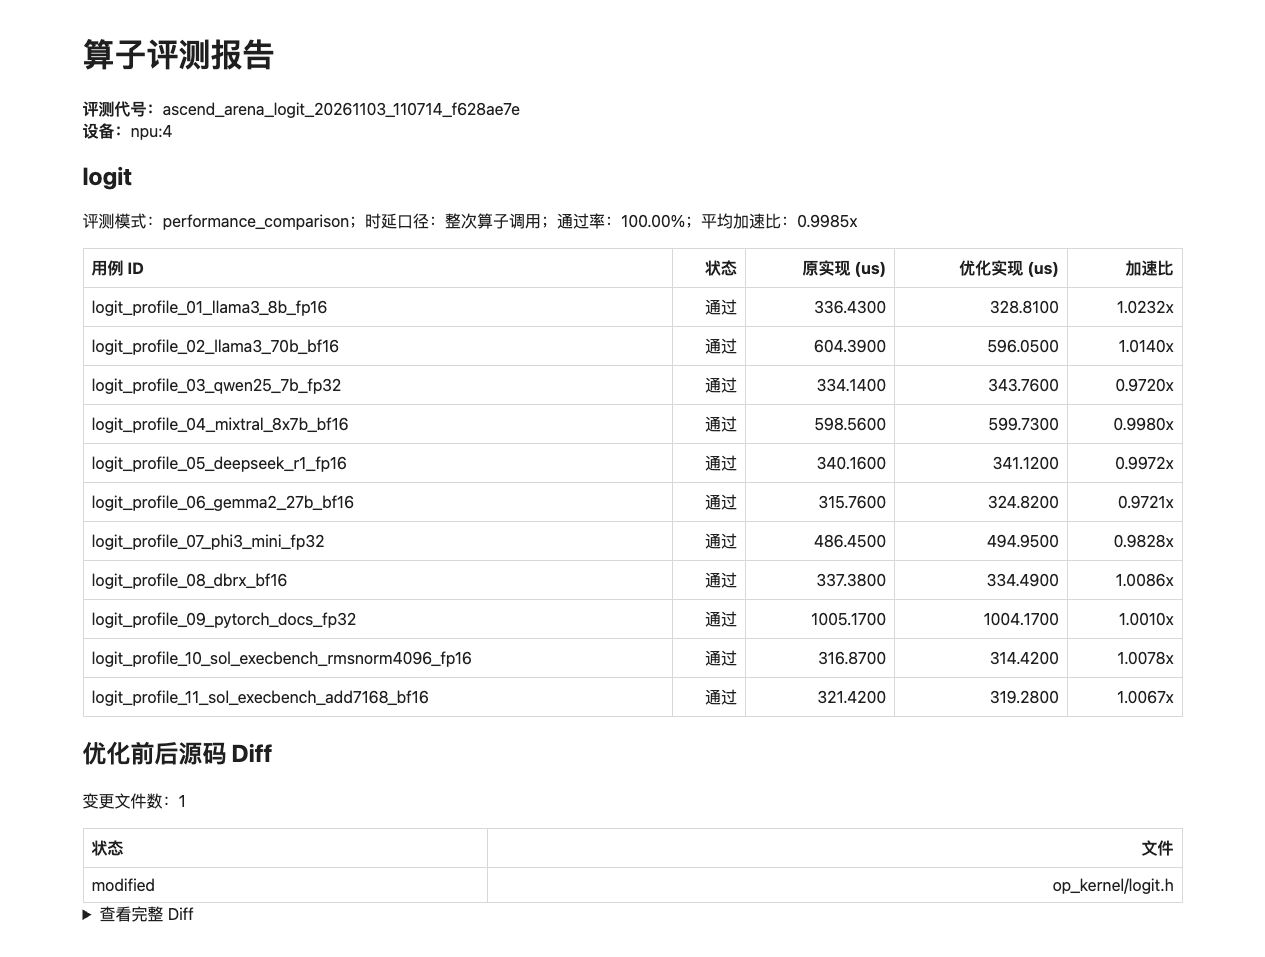 算子评测报告
评测代号：ascend_arena_logit_20261103_110714_f628ae7e
设备：npu:4
logit
评测模式：performance_comparison；时延口径：整次算子调用；通过率：100.00%；平均加速比：0.9985x
用例 ID 状态 原实现 (us) 优化实现 (us) 加速比
logit_profile_01_llama3_8b_fp16 通过 336.4300 328.8100 1.0232x
logit_profile_02_llama3_70b_bf16 通过 604.3900 596.0500 1.0140x
logit_profile_03_qwen25_7b_fp32 通过 334.1400 343.7600 0.9720x
logit_profile_04_mixtral_8x7b_bf16 通过 598.5600 599.7300 0.9980x
logit_profile_05_deepseek_r1_fp16 通过 340.1600 341.1200 0.9972x
logit_profile_06_gemma2_27b_bf16 通过 315.7600 324.8200 0.9721x
logit_profile_07_phi3_mini_fp32 通过 486.4500 494.9500 0.9828x
logit_profile_08_dbrx_bf16 通过 337.3800 334.4900 1.0086x
logit_profile_09_pytorch_docs_fp32 通过 1005.1700 1004.1700 1.0010x
logit_profile_10_sol_execbench_rmsnorm4096_fp16 通过 316.8700 314.4200 1.0078x
logit_profile_11_sol_execbench_add7168_bf16 通过 321.4200 319.2800 1.0067x
优化前后源码 Diff
变更文件数：1
状态 文件
modified op_kernel/logit.h
▶ 查看完整 Diff